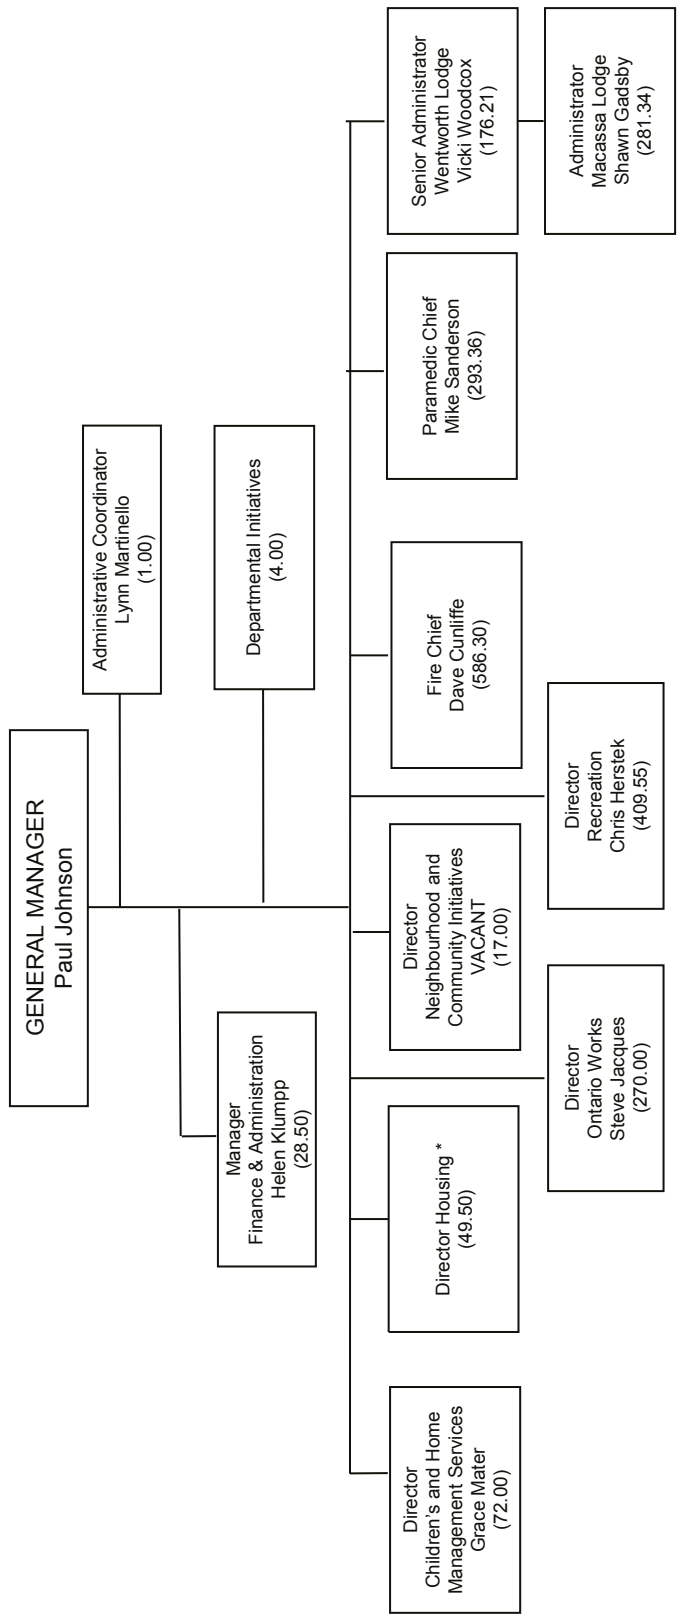 GENERAL MANAGER
Paul Johnson
Administrative Coordinator
Lynn Martinello
(1.00)
Departmental Initiatives
(4.00)
Manager
Finance & Administration
Helen Klumpp
(28.50)
Director
Children's and Home
Management Services
Grace Mater
(72.00)
Director Housing *
(49.50)
Director
Ontario Works
Steve Jacques
(270.00)
Director
Neighbourhood and
Community Initiatives
VACANT
(17.00)
Director
Recreation
Chris Herstek
(409.55)
Fire Chief
Dave Cunliffe
(586.30)
Paramedic Chief
Mike Sanderson
(293.36)
Senior Administrator
Wentworth Lodge
Vicki Woodcox
(176.21)
Administrator
Macassa Lodge
Shawn Gadsby
(281.34)